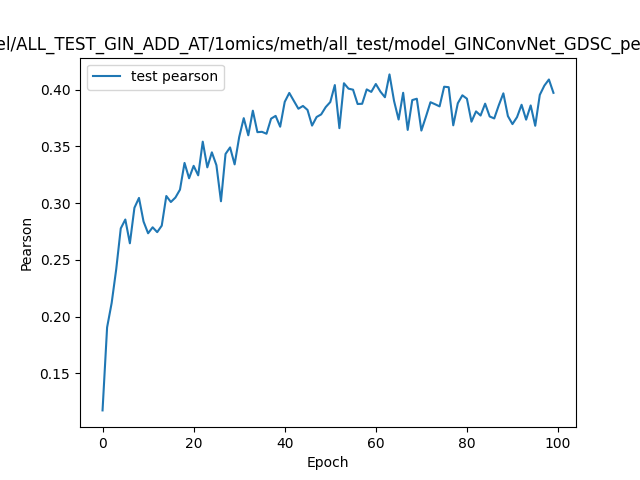 el/ALL_TEST_GIN_ADD_AT/1omics/meth/all_test/model_GINConvNet_GDSC_pe
test pearson
0.40
0.35
0.30
0.25
0.20
0.15
Pearson
0 20 40 60 80 100
Epoch